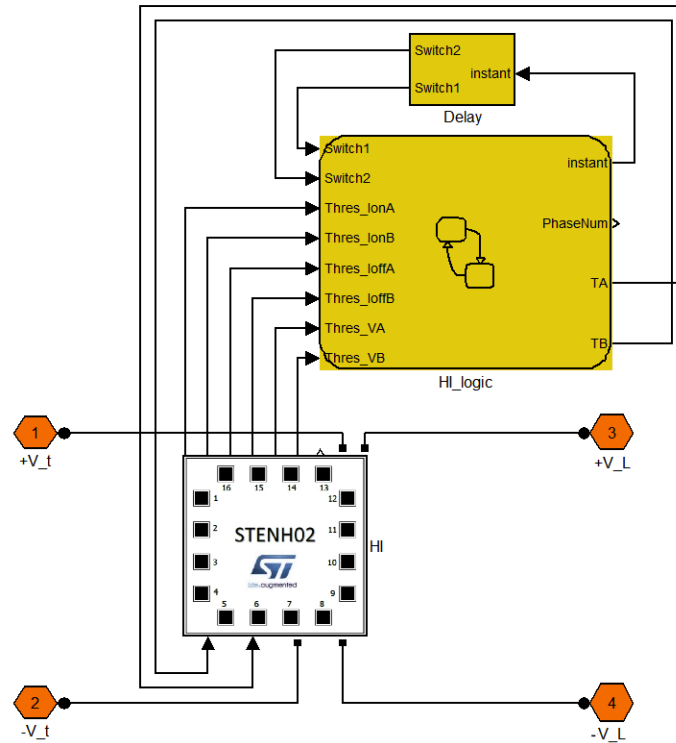 Switch2
instant
Switch1
Delay
Switch1
instant
Switch2
Thres_IonA
PhaseNum
Thres_IonB
Thres_IoffA
TA
Thres_IoffB
Thres_VA
TB
Thres_VB
HI_logic
1
3
+V_t
+V_L
16 15 14 13
1 12
2 STENH02 11
HI
3 ST 10
life.augmented
4 9
5 6 7 8
2
4
-V_t
-V_L